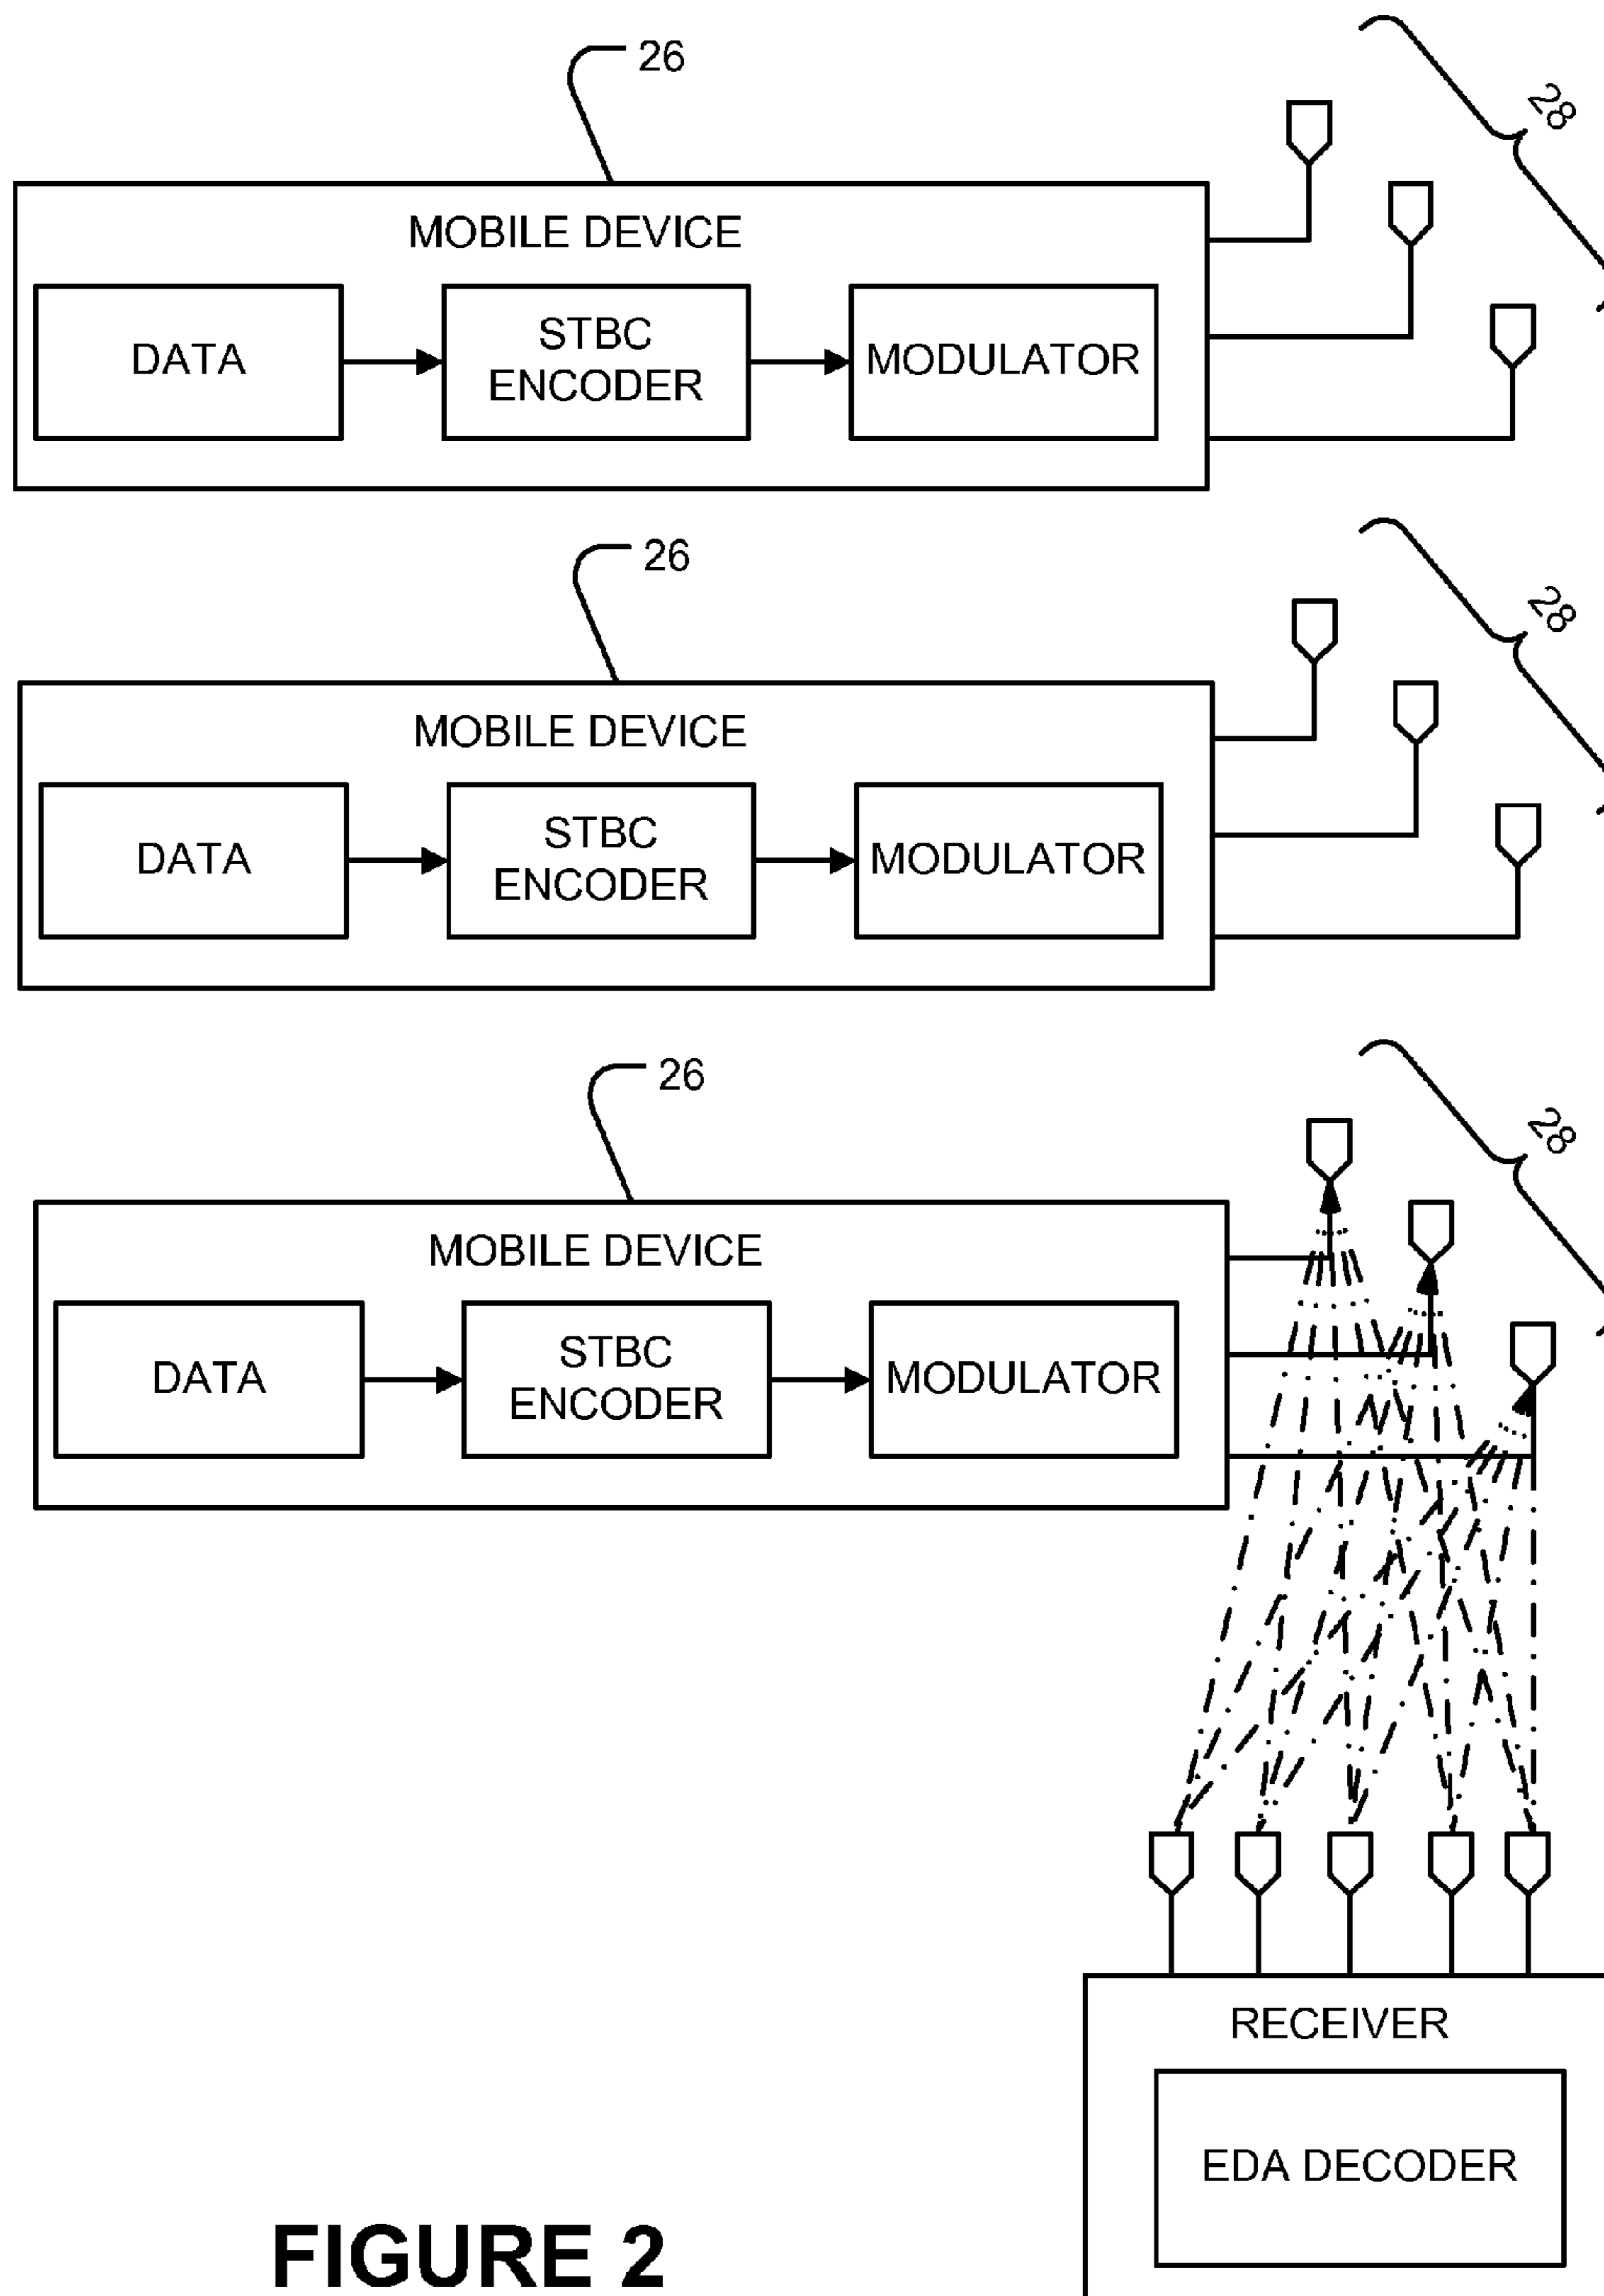 26
28
MOBILE DEVICE
DATA
STBC
ENCODER
MODULATOR
26
28
MOBILE DEVICE
DATA
STBC
ENCODER
MODULATOR
26
28
MOBILE DEVICE
DATA
STBC
ENCODER
MODULATOR
RECEIVER
EDA DECODER
FIGURE 2